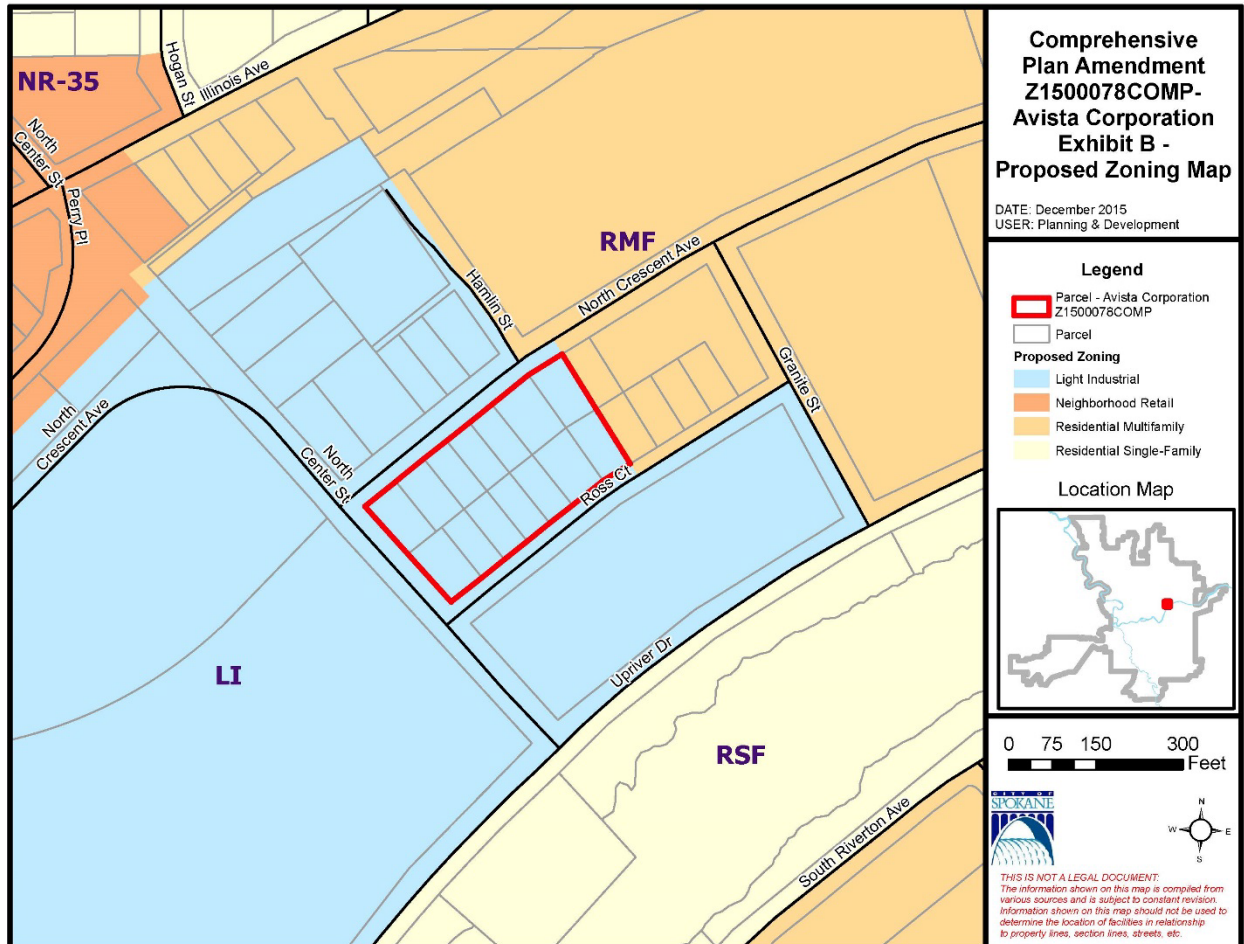 NR-35
Hogan St
Illinois Ave
North
Center St
Perry Pl
RMF
North Crescent Ave
Hamlin St
Granite St
North
Crescent Ave
North
Center St
Ross Ct
LI
Upriver Dr
RSF
South Riverton Ave
Comprehensive
Plan Amendment
Z1500078COMP-
Avista Corporation
Exhibit B -
Proposed Zoning Map
DATE: December 2015
USER: Planning & Development
Legend
Parcel - Avista Corporation
Z1500078COMP
Parcel
Proposed Zoning
Light Industrial
Neighborhood Retail
Residential Multifamily
Residential Single-Family
Location Map
0 75 150 300
Feet
CITY OF
SPOKANE
N
W E
S
THIS IS NOT A LEGAL DOCUMENT:
The information shown on this map is compiled from
various sources and is subject to constant revision.
Information shown on this map should not be used to
determine the location of facilities in relationship
to property lines, section lines, streets, etc.